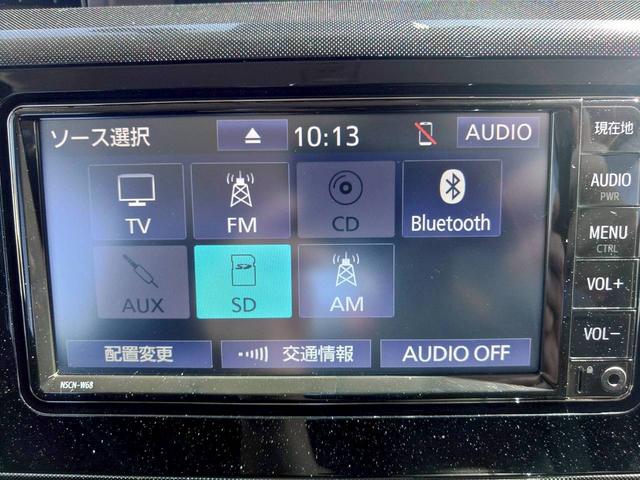 ソース選択 10:13 AUDIO
TV FM CD Bluetooth
AUX SD AM
配置変更 交通情報 AUDIO OFF
NSCN-W68
現在地
AUDIO
PWR
MENU
CTRL
VOL+
VOL-